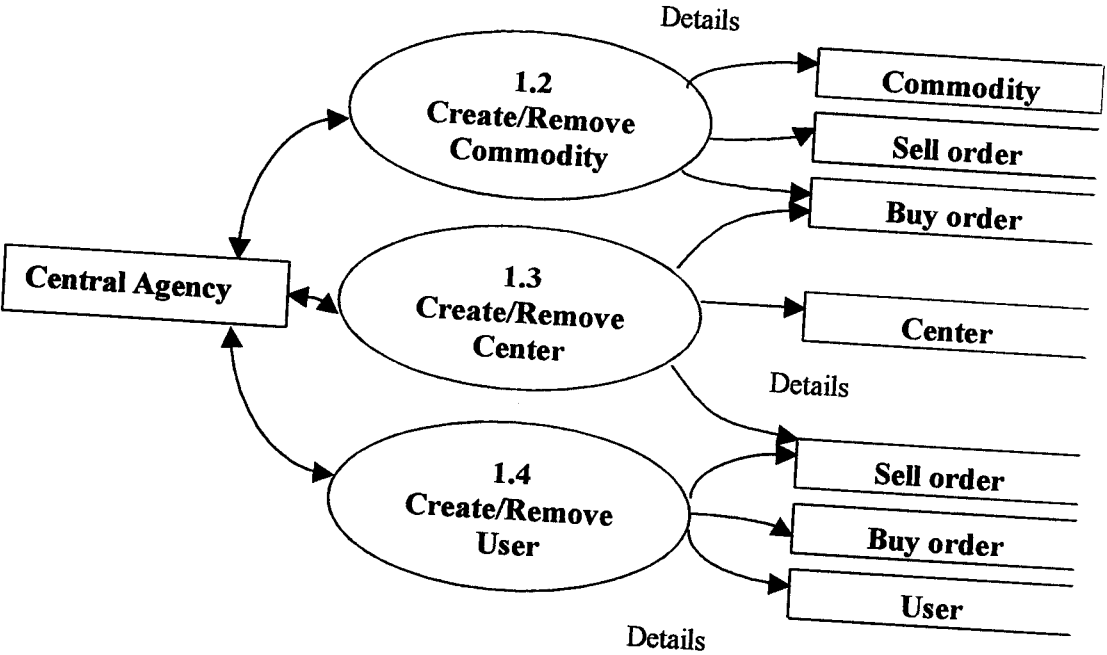 Details
1.2
Create/Remove
Commodity
Commodity
Sell order
Buy order
Central Agency
1.3
Create/Remove
Center
Center
Details
1.4
Create/Remove
User
Sell order
Buy order
User
Details